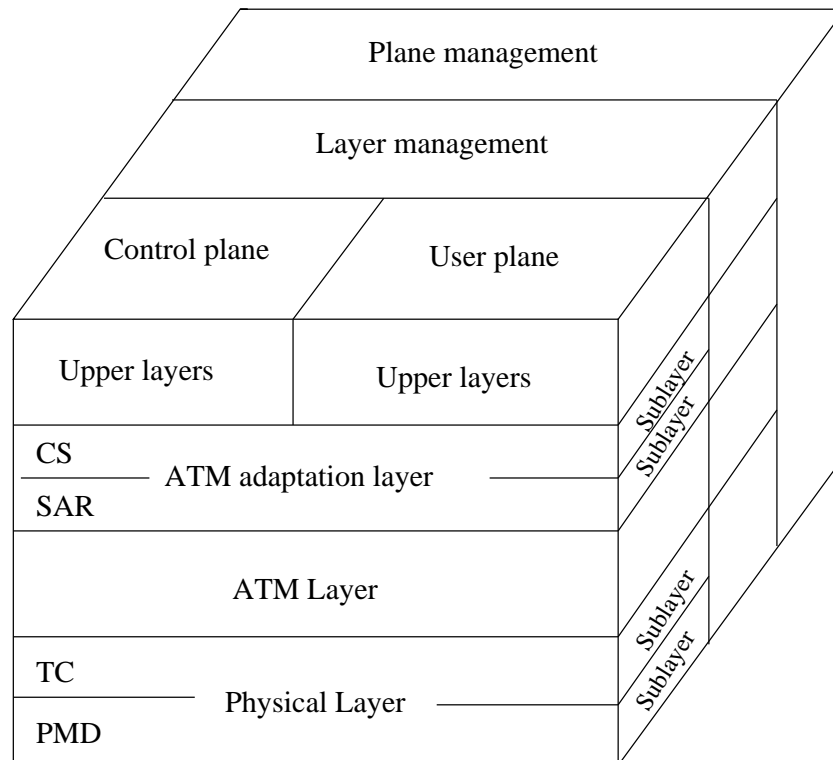 Plane management
Layer management
Control plane
User plane
Upper layers
Upper layers
Sublayer
Sublayer
CS
ATM adaptation layer
SAR
ATM Layer
Sublayer
Sublayer
TC
Physical Layer
PMD